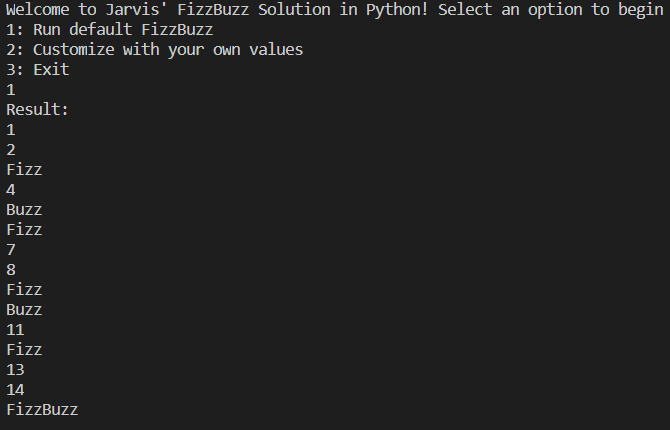 Welcome to Jarvis' FizzBuzz Solution in Python! Select an option to begin
1: Run default FizzBuzz
2: Customize with your own values
3: Exit
1
Result:
1
2
Fizz
4
Buzz
Fizz
7
8
Fizz
Buzz
11
Fizz
13
14
FizzBuzz